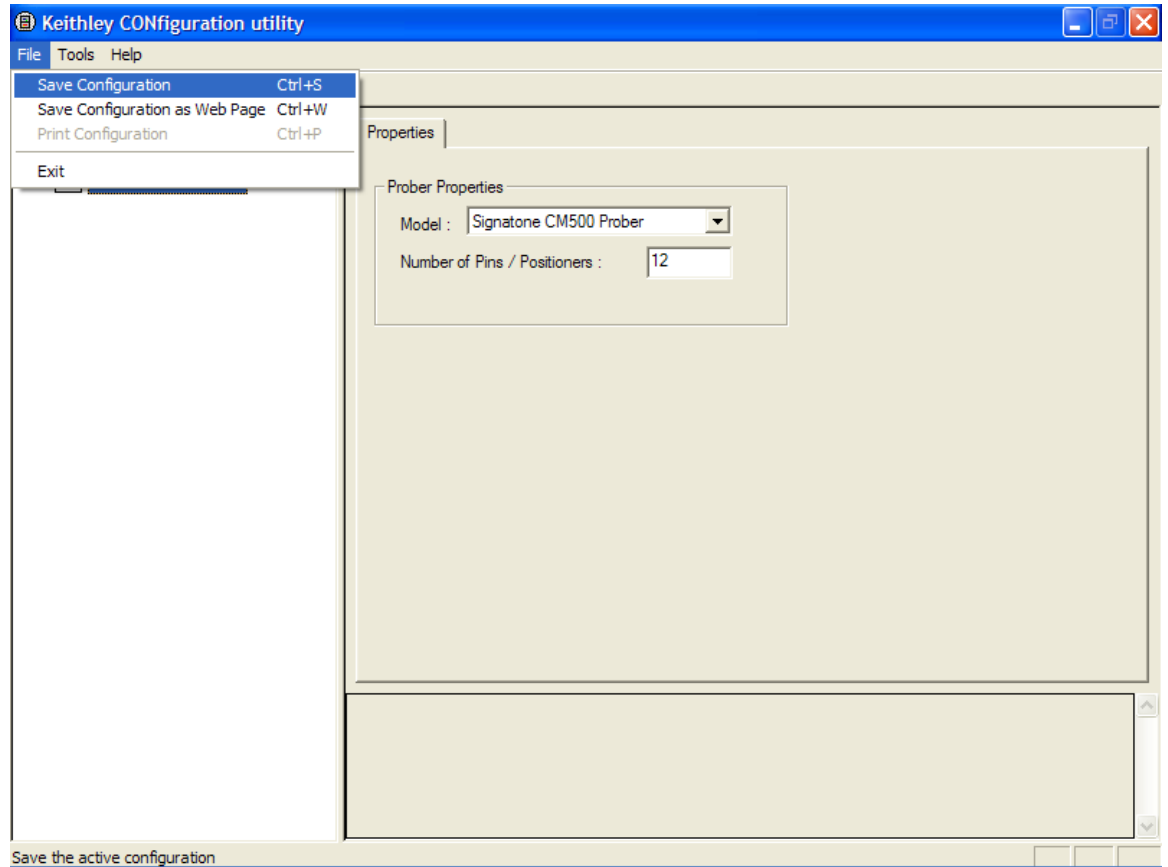 Keithley CONfiguration utility
File Tools Help
Save Configuration Ctrl+S
Save Configuration as Web Page Ctrl+W
Print Configuration Ctrl+P
Exit
Properties
Prober Properties
Model : Signatone CM500 Prober
Number of Pins / Positioners : 12
Save the active configuration